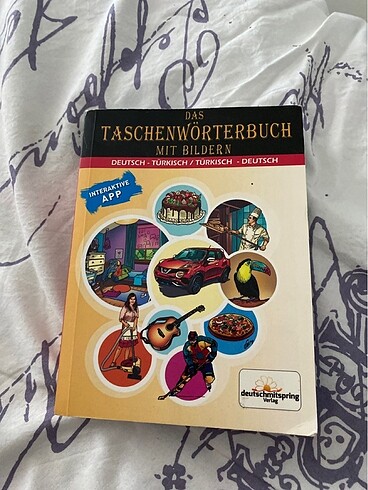 DAS
TASCHENWÖRTERBUCH
MIT BILDERN
DEUTSCH - TÜRKISCH / TÜRKISCH - DEUTSCH
INTERAKTIVE
APP
deutschmitspring
Verlag